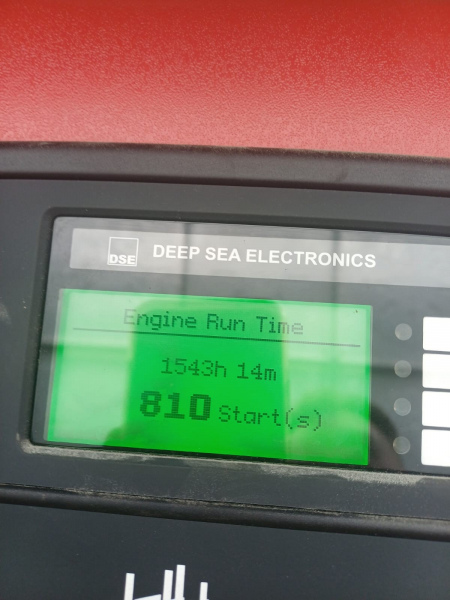 DSE
DEEP SEA ELECTRONICS
Engine Run Time
1543h 14m
810 Start(s)